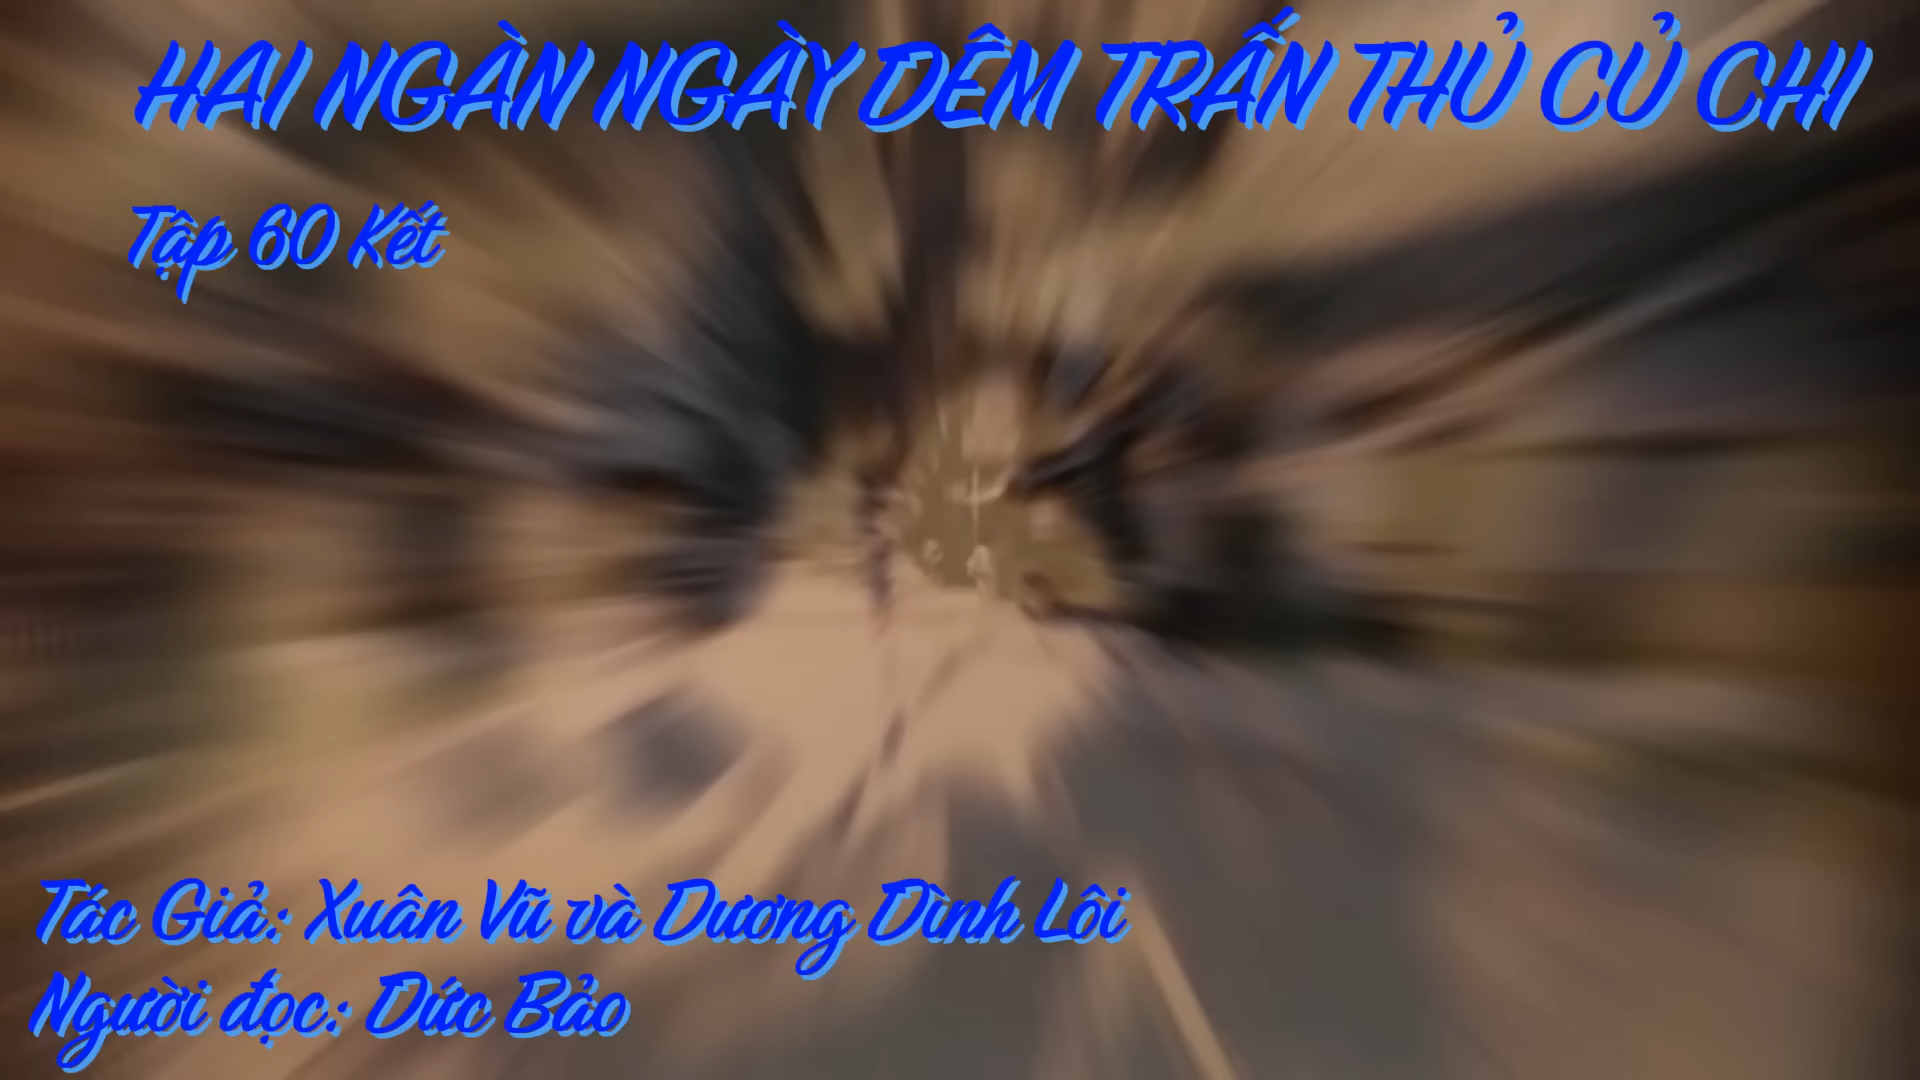 HAI NGÀN NGÀY ĐÊM TRẤN THỦ CỦ CHI
Tập 60 Kết
Tác Giả: Xuân Vũ và Dương Đình Lôi
Người đọc: Đức Bảo